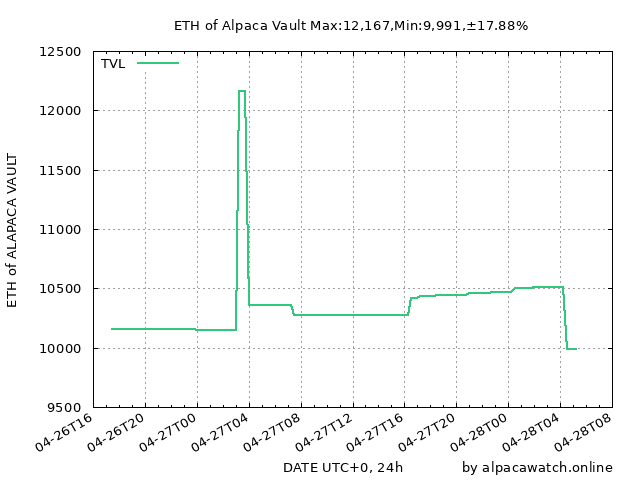 ETH of Alpaca Vault Max:12,167,Min:9,991,±17.88%
TVL
12500
12000
11500
11000
10500
10000
9500
ETH of ALAPACA VAULT
04-26T16
04-26T20
04-27T00
04-27T04
04-27T08
04-27T12
04-27T16
04-27T20
04-28T00
04-28T04
04-28T08
DATE UTC+0, 24h
by alpacawatch.online